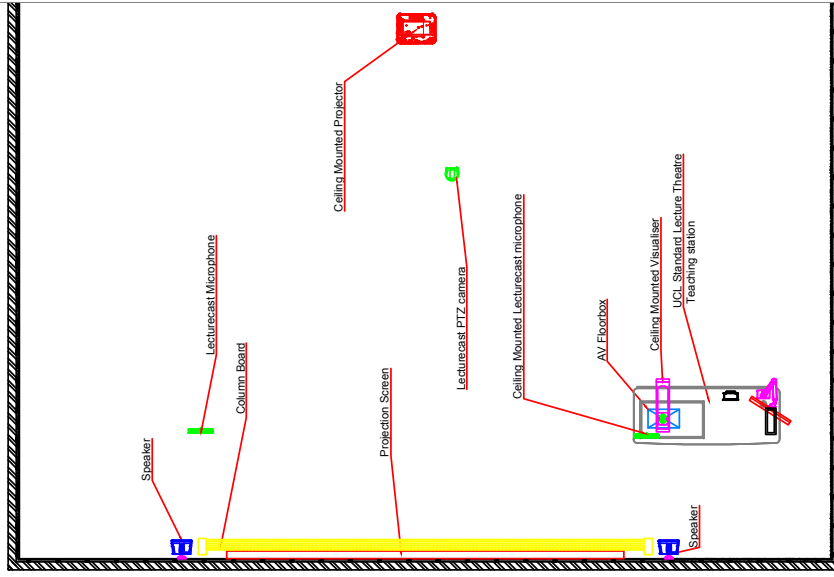 Speaker
Lecturecast Microphone
Column Board
Ceiling Mounted Projector
Projection Screen
Lecturecast PTZ camera
Ceiling Mounted Lecturecast microphone
AV Floorbox
Ceiling Mounted Visualiser
UCL Standard Lecture Theatre
Teaching station
Speaker